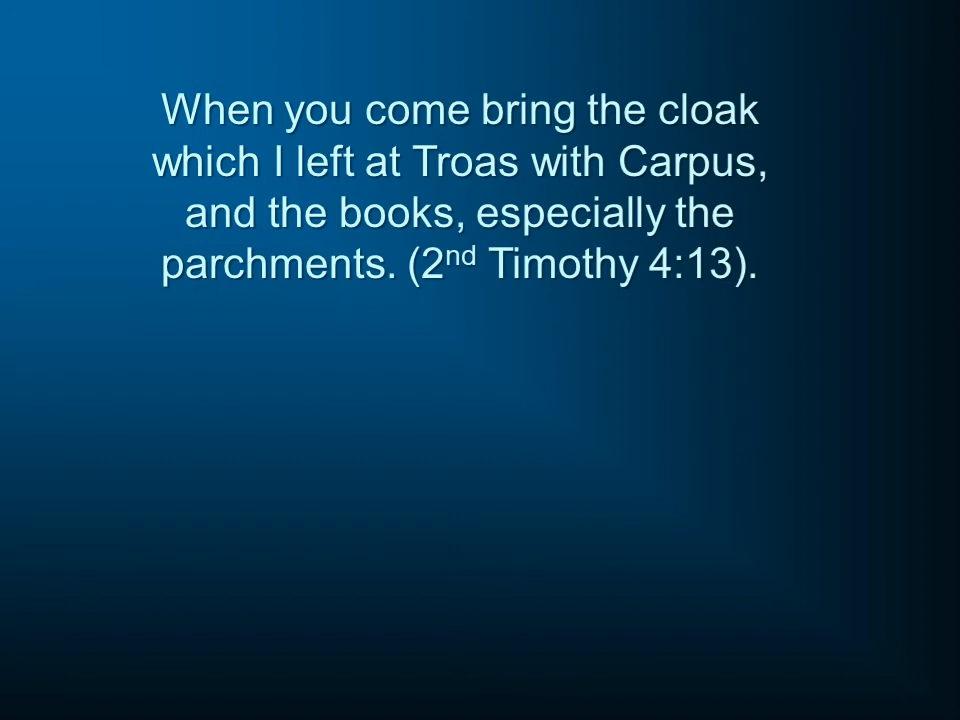 When you come bring the cloak
which I left at Troas with Carpus,
and the books, especially the
parchments. (2nd Timothy 4:13).